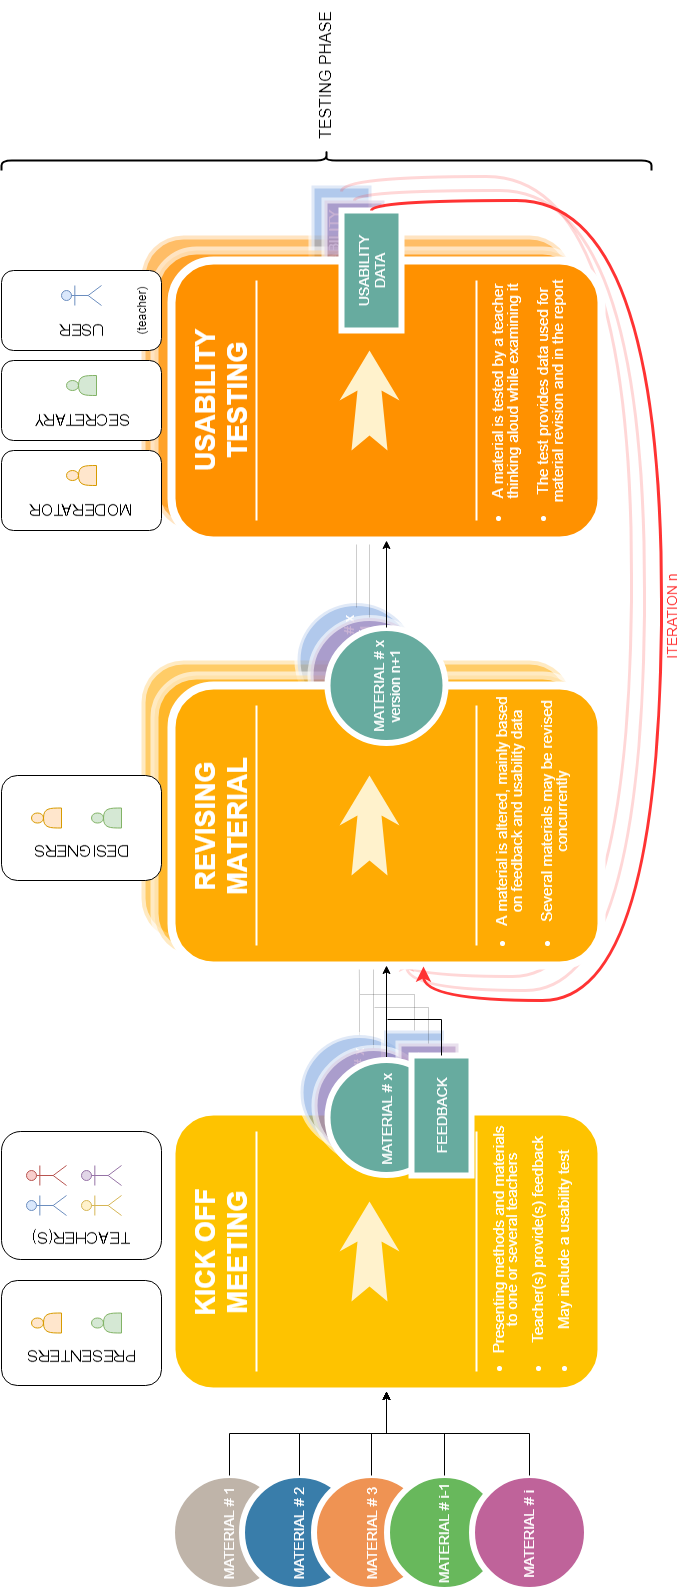 TESTING PHASE
MATERIAL # 1
MATERIAL # 2
MATERIAL # 3
MATERIAL # i-1
MATERIAL # i
PRESENTERS
TEACHER(S)
KICK OFF
MEETING
MATERIAL # x
FEEDBACK
Presenting methods and materials
to one or several teachers
Teacher(s) provide(s) feedback
May include a usability test
DESIGNERS
REVISING
MATERIAL
# x
MATERIAL # x
version n+1
A material is altered, mainly based
on feedback and usability data
Several materials may be revised
concurrently
MODERATOR
SECRETARY
USER
(teacher)
USABILITY
TESTING
USABILITY
DATA
A material is tested by a teacher
thinking aloud while examining it
The test provides data used for
material revision and in the report
ITERATION n